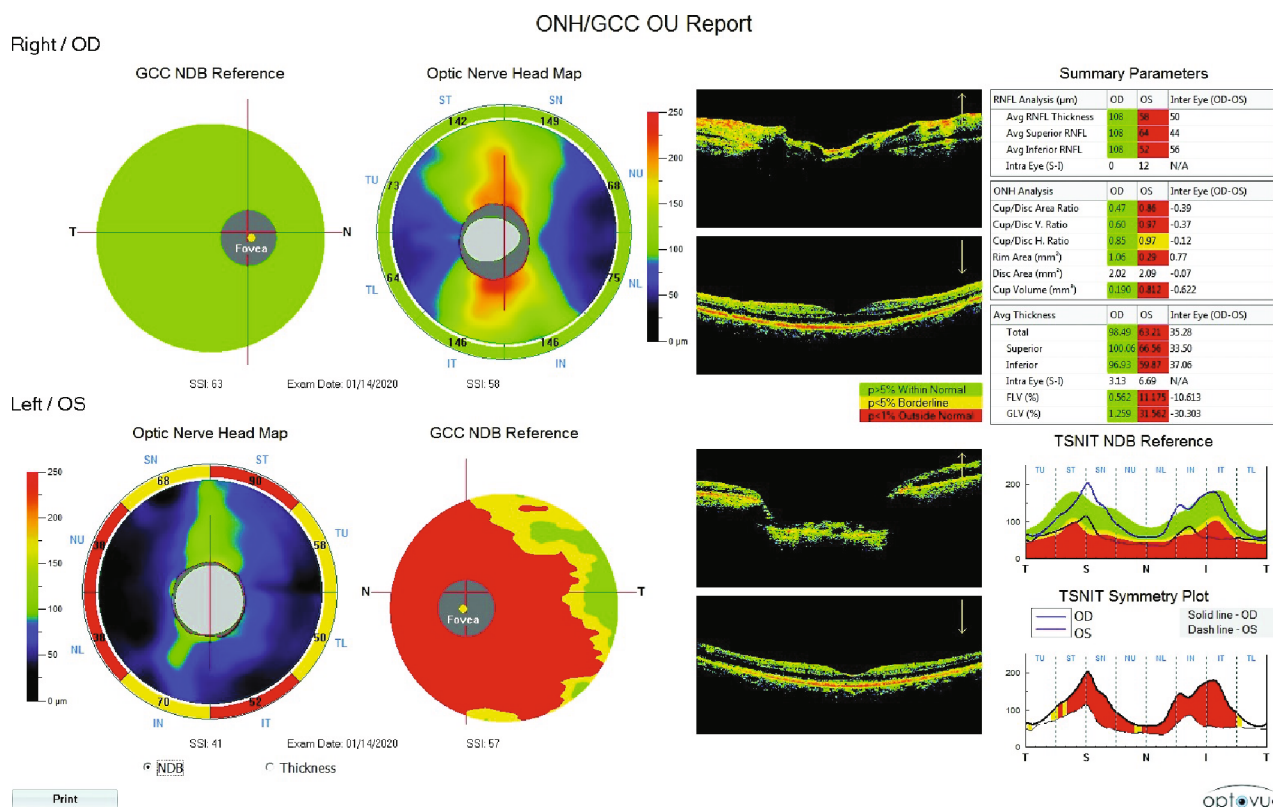 ONH/GCC OU Report
Right / OD
GCC NDB Reference
Optic Nerve Head Map
T
N
Fovea
ST
SN
142
149
TU
NU
73
68
64
75
TL
NL
146
146
IT
IN
250
200
150
100
50
0 µm
SSI: 63
Exam Date: 01/14/2020
SSI: 58
p>5% Within Normal
p<5% Borderline
p<1% Outside Normal
Summary Parameters
RNFL Analysis (µm) OD OS Inter Eye (OD-OS)
Avg RNFL Thickness 108 58 50
Avg Superior RNFL 108 64 44
Avg Inferior RNFL 108 52 56
Intra Eye (S-I) 0 12 N/A
ONH Analysis OD OS Inter Eye (OD-OS)
Cup/Disc Area Ratio 0.47 0.86 -0.39
Cup/Disc V. Ratio 0.60 0.97 -0.37
Cup/Disc H. Ratio 0.85 0.97 -0.12
Rim Area (mm²) 1.06 0.29 0.77
Disc Area (mm²) 2.02 2.09 -0.07
Cup Volume (mm³) 0.190 0.812 -0.622
Avg Thickness OD OS Inter Eye (OD-OS)
Total 98.49 63.21 35.28
Superior 100.06 66.56 33.50
Inferior 96.93 59.87 37.06
Intra Eye (S-I) 3.13 6.69 N/A
FLV (%) 0.562 11.175 -10.613
GLV (%) 1.259 31.562 -30.303
Left / OS
Optic Nerve Head Map
GCC NDB Reference
250
200
150
100
50
0 µm
SN
ST
68
90
NU
TU
38
58
38
50
NL
TL
70
52
IN
IT
N
T
Fovea
SSI: 41
Exam Date: 01/14/2020
SSI: 57
NDB
Thickness
Print
TSNIT NDB Reference
TU ST SN NU NL IN IT TL
200
100
0
T S N I T
TSNIT Symmetry Plot
OD
OS
Solid line - OD
Dash line - OS
TU ST SN NU NL IN IT TL
200
100
0
T S N I T
optovue